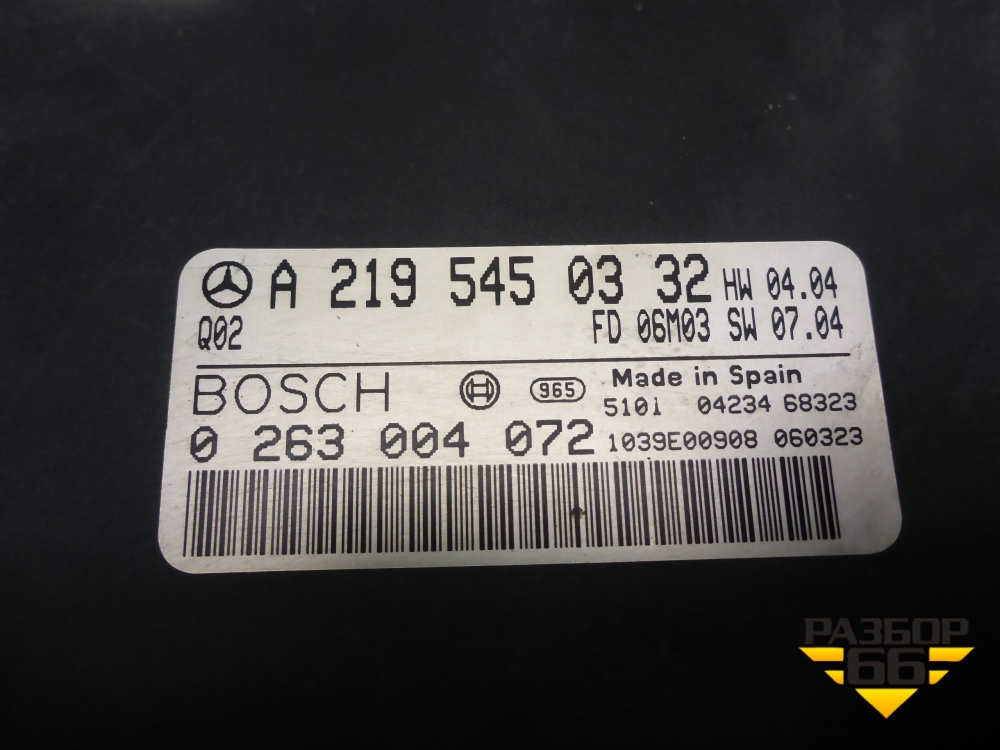 A 219 545 03 32 HW 04.04
Q02 FD 06M03 SW 07.04
BOSCH 965 Made in Spain
510i 04234 68323
0 263 004 072 1039E00908 060323
РАЗБОР
66